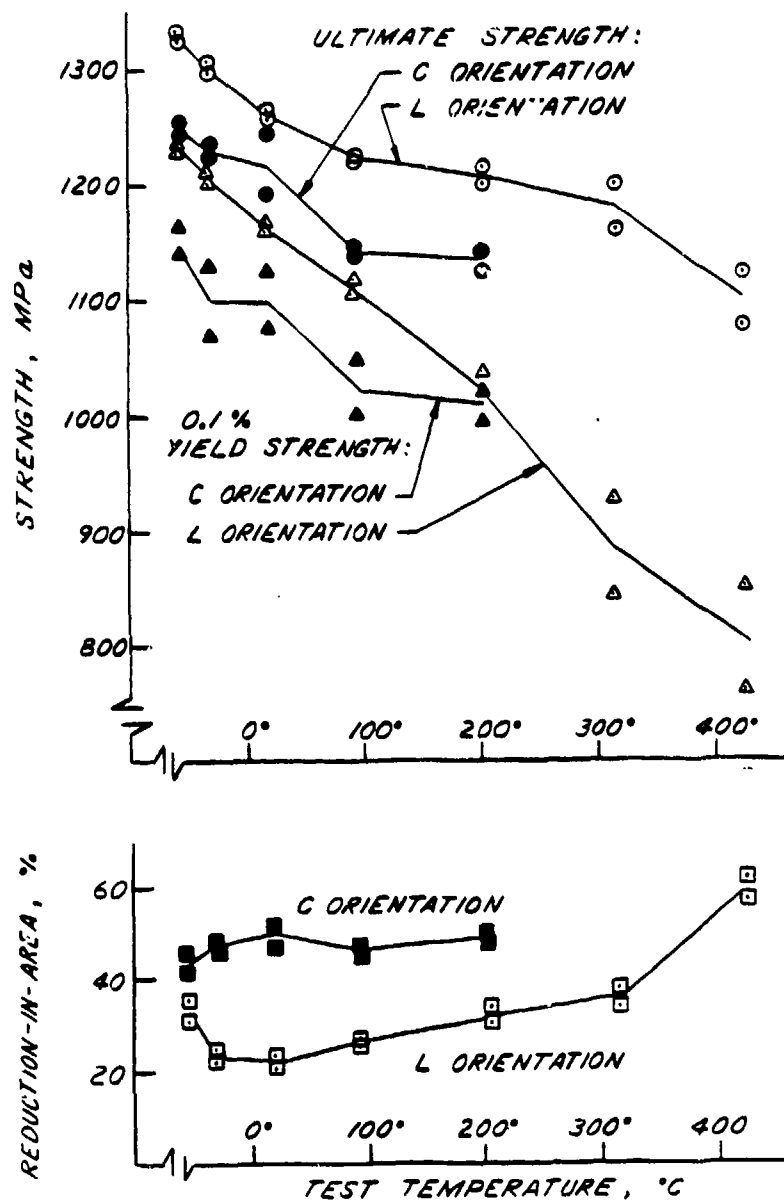 ULTIMATE STRENGTH:
C ORIENTATION
L ORIENTATION
1300
1200
1100
1000
900
800
STRENGTH, MPa
0.1%
YIELD STRENGTH:
C ORIENTATION
L ORIENTATION
0° 100° 200° 300° 400°
60
40
20
REDUCTION-IN-AREA, %
C ORIENTATION
L ORIENTATION
0° 100° 200° 300° 400°
TEST TEMPERATURE, °C